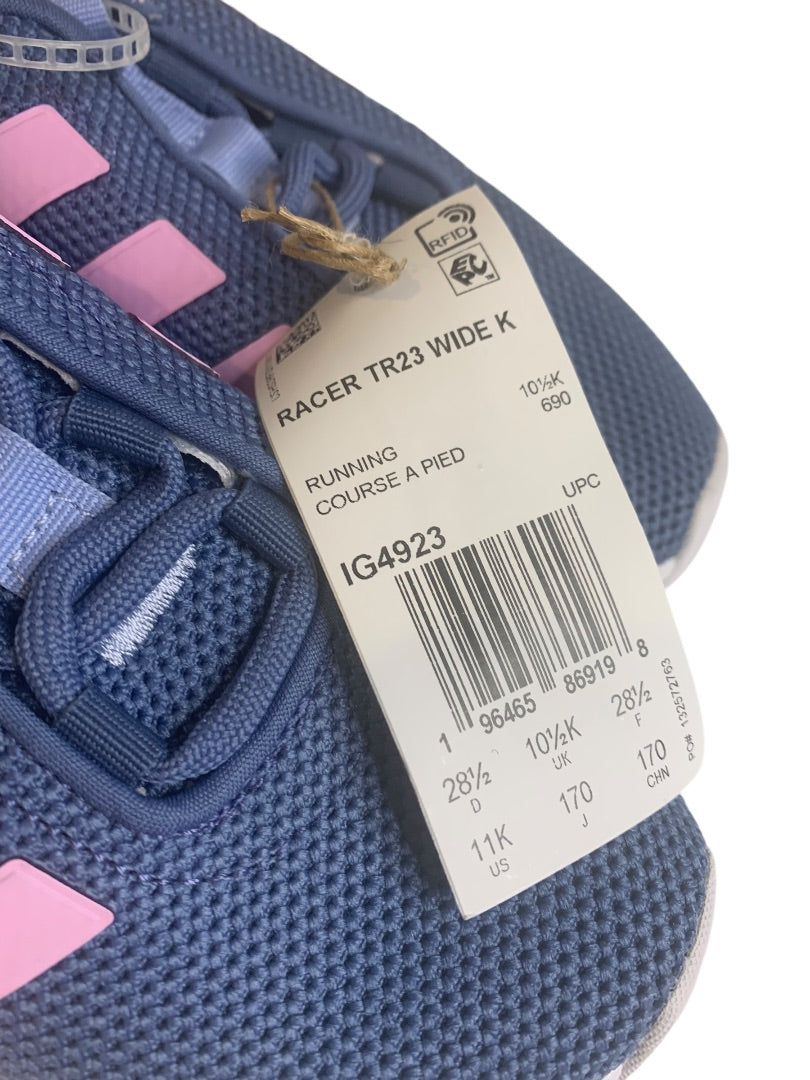 RFID
EPC™
RACER TR23 WIDE K
10½K
690
RUNNING
COURSE A PIED
UPC
IG4923
1 96465 86919 8
28½ 10½K 28½
D UK F
11K 170 170
US J CHN
PO# 132572763